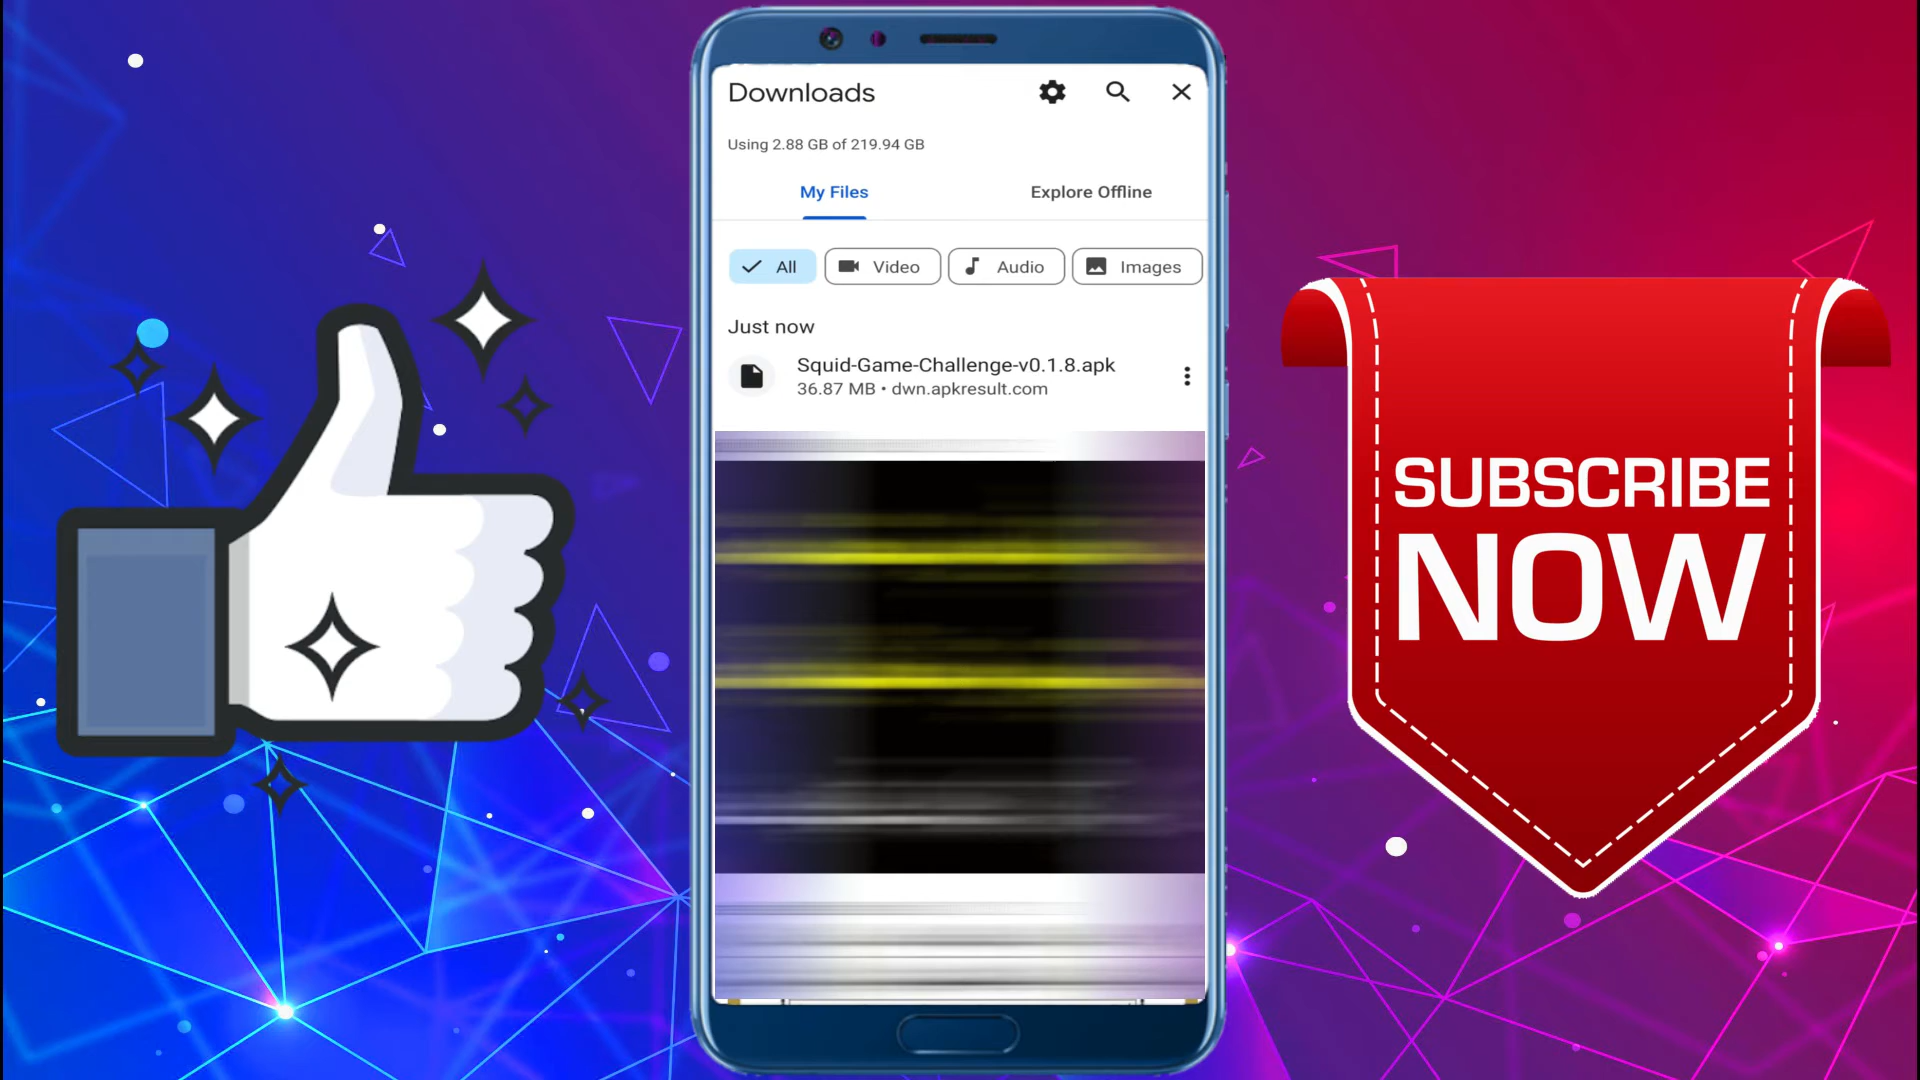 Downloads
Using 2.88 GB of 219.94 GB
My Files
Explore Offline
All
Video
Audio
Images
Just now
Squid-Game-Challenge-v0.1.8.apk
36.87 MB • dwn.apkresult.com
SUBSCRIBE
NOW